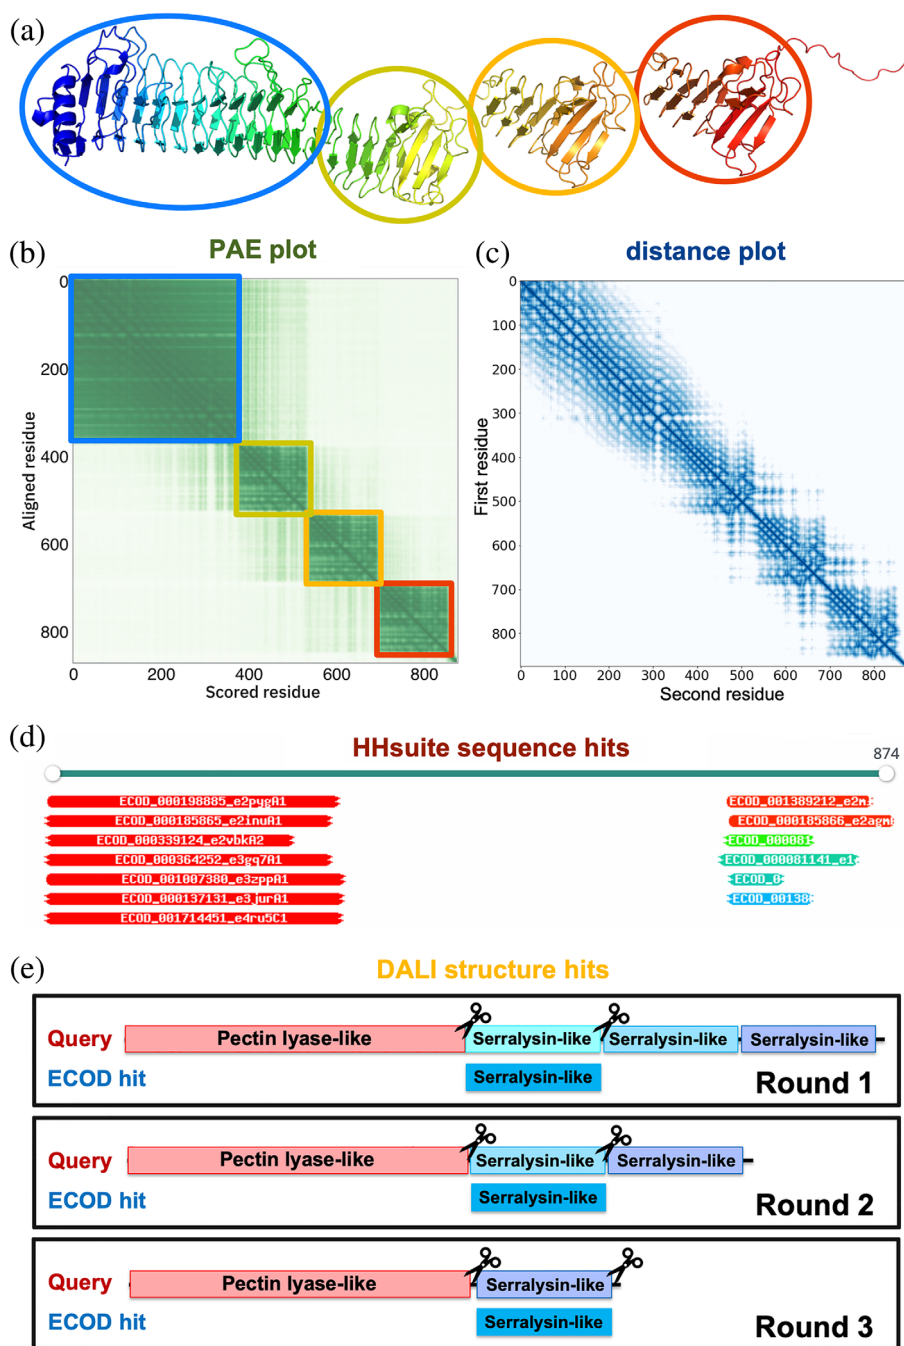 (a)
(b) PAE plot
(c) distance plot
0
200
400
600
800
Aligned residue
0 200 400 600 800
Scored residue
0
100
200
300
400
500
600
700
800
First residue
0 100 200 300 400 500 600 700 800
Second residue
(d) HHsuite sequence hits
874
ECOD_000198885_e2pygA1
ECOD_001389212_e2m
ECOD_000185865_e2inuA1
ECOD_000185866_e2agm
ECOD_000339124_e2vbkA2
ECOD_000081
ECOD_000364252_e3gq7A1
ECOD_000081141_e1
ECOD_001007380_e3zppA1
ECOD_0
ECOD_000137131_e3jurA1
ECOD_00138
ECOD_001714451_e4ru5C1
(e) DALI structure hits
Query Pectin lyase-like Serralysin-like Serralysin-like Serralysin-like
ECOD hit Serralysin-like Round 1
Query Pectin lyase-like Serralysin-like Serralysin-like
ECOD hit Serralysin-like Round 2
Query Pectin lyase-like Serralysin-like
ECOD hit Serralysin-like Round 3